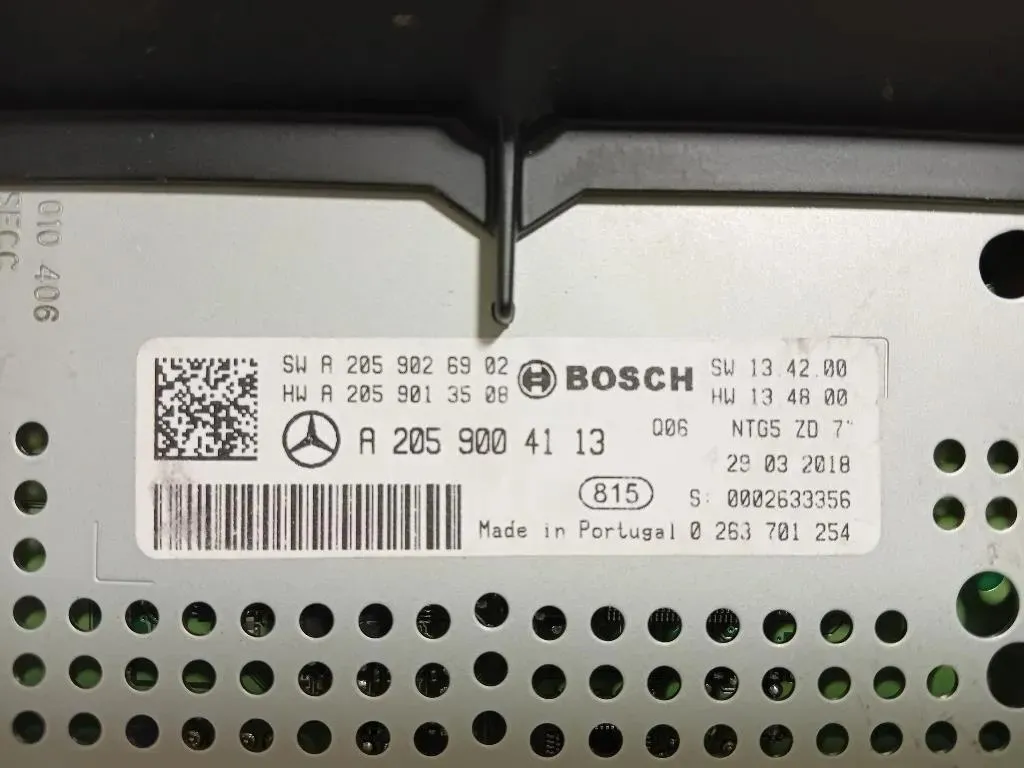 010 406
SECC
SW A 205 902 69 02
HW A 205 901 35 08
BOSCH
SW 13.42.00
HW 13 48 00
A 205 900 41 13
Q06
NTG5 ZD 7"
29 03 2018
815
S: 0002633356
Made in Portugal 0 263 701 254